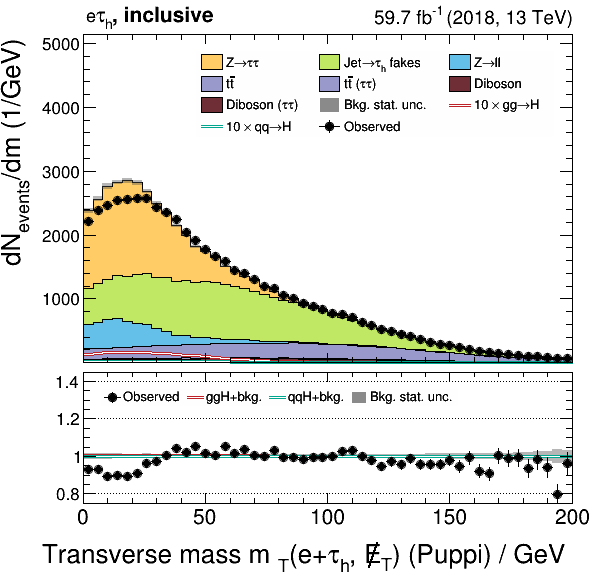 eτh, inclusive 59.7 fb⁻¹ (2018, 13 TeV)
dNevents/dm (1/GeV)
5000
4000
3000
2000
1000
Z→ττ Jet→τh fakes Z→ll
tt̄ tt̄ (ττ) Diboson
Diboson (ττ) Bkg. stat. unc. 10 × gg→H
10 × qq→H Observed
1.4
1.2
1
0.8
Observed ggH+bkg. qqH+bkg. Bkg. stat. unc.
0 50 100 150 200
Transverse mass m T(e+τh, E̸T) (Puppi) / GeV